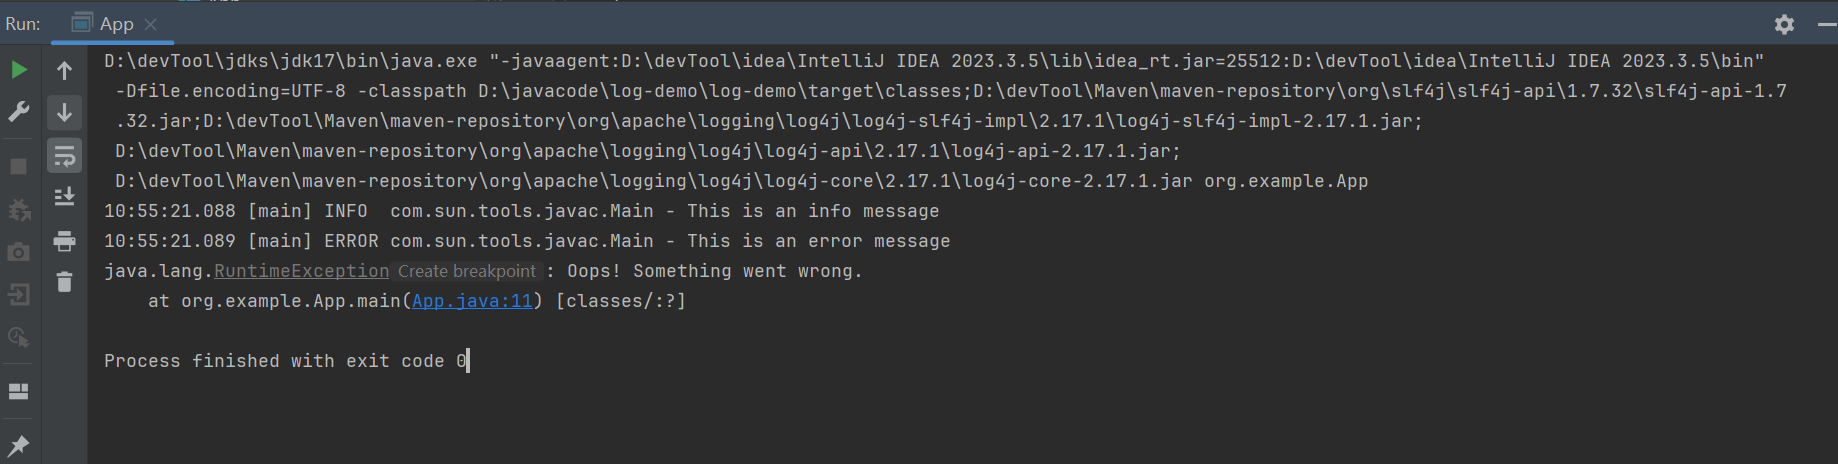 Run: App
D:\devTool\jdks\jdk17\bin\java.exe "-javaagent:D:\devTool\idea\IntelliJ IDEA 2023.3.5\lib\idea_rt.jar=25512:D:\devTool\idea\IntelliJ IDEA 2023.3.5\bin"
-Dfile.encoding=UTF-8 -classpath D:\javacode\log-demo\log-demo\target\classes;D:\devTool\Maven\maven-repository\org\slf4j\slf4j-api\1.7.32\slf4j-api-1.7
.32.jar;D:\devTool\Maven\maven-repository\org\apache\logging\log4j\log4j-slf4j-impl\2.17.1\log4j-slf4j-impl-2.17.1.jar;
D:\devTool\Maven\maven-repository\org\apache\logging\log4j\log4j-api\2.17.1\log4j-api-2.17.1.jar;
D:\devTool\Maven\maven-repository\org\apache\logging\log4j\log4j-core\2.17.1\log4j-core-2.17.1.jar org.example.App
10:55:21.088 [main] INFO  com.sun.tools.javac.Main - This is an info message
10:55:21.089 [main] ERROR com.sun.tools.javac.Main - This is an error message
java.lang.RuntimeException Create breakpoint : Oops! Something went wrong.
at org.example.App.main(App.java:11) [classes/:?]
Process finished with exit code 0